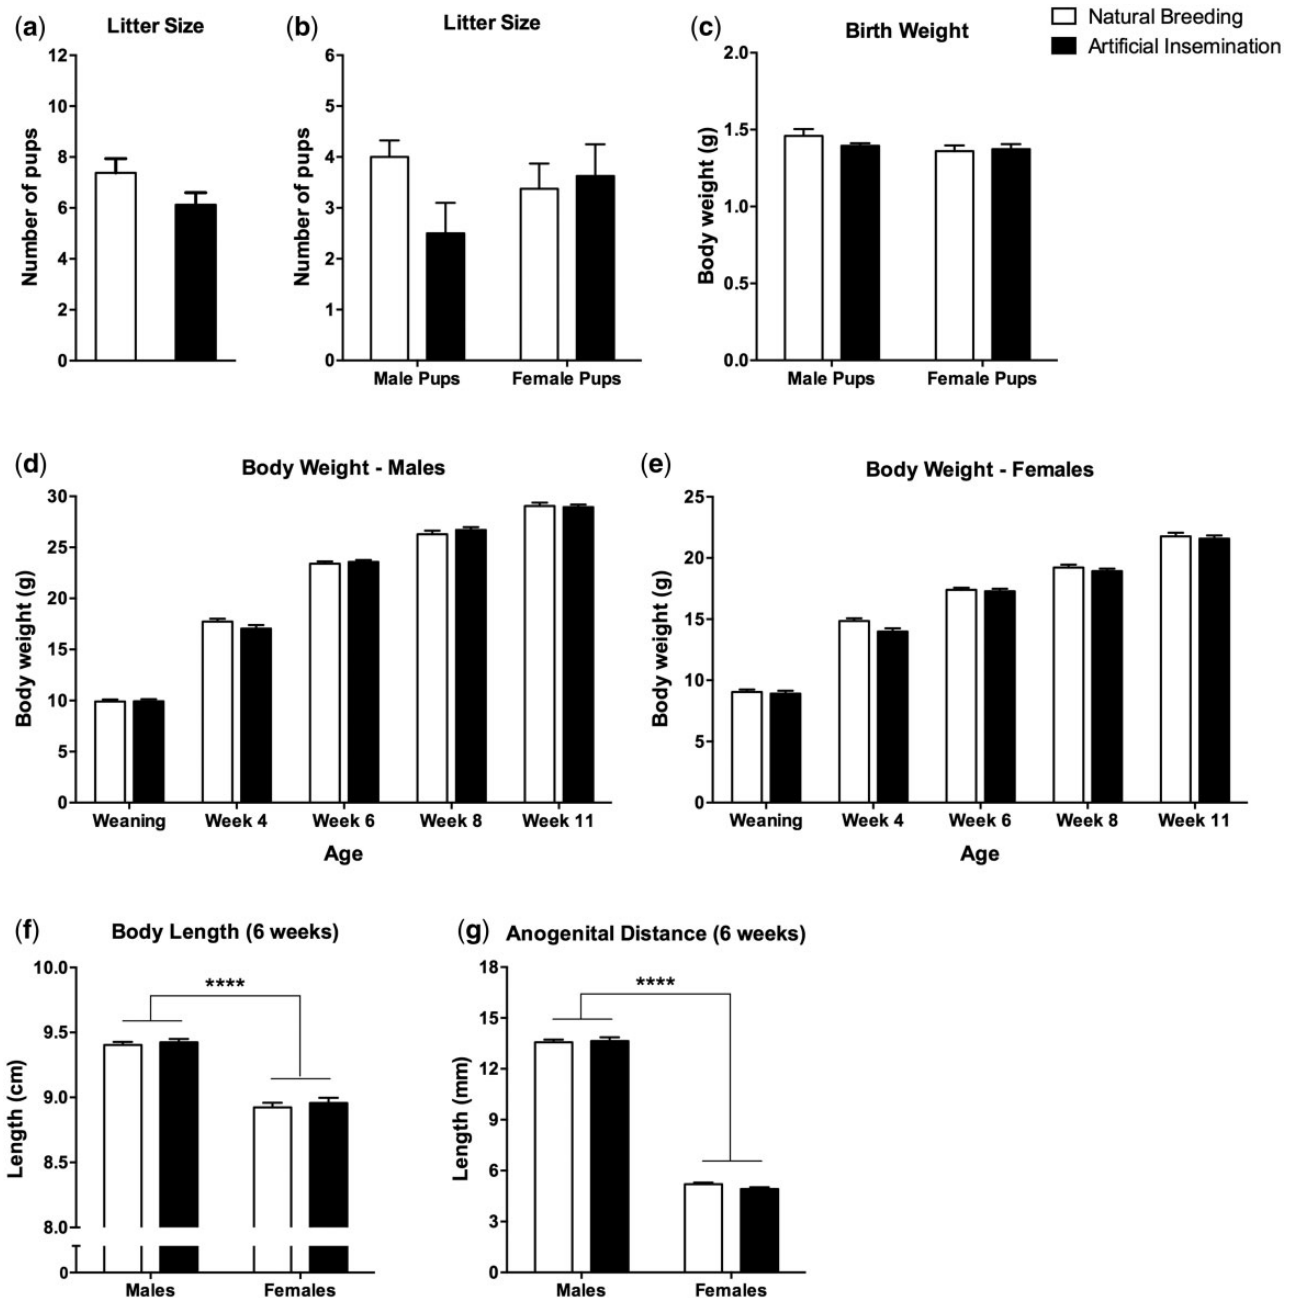 (a) Litter Size
12
10
8
6
4
2
0
Number of pups
(b) Litter Size
6
5
4
3
2
1
0
Number of pups
Male Pups Female Pups
(c) Birth Weight
2.0
1.5
1.0
0.5
0.0
Body weight (g)
Male Pups Female Pups
Natural Breeding
Artificial Insemination
(d) Body Weight - Males
30
25
20
15
10
5
0
Body weight (g)
Weaning Week 4 Week 6 Week 8 Week 11
Age
(e) Body Weight - Females
25
20
15
10
5
0
Body weight (g)
Weaning Week 4 Week 6 Week 8 Week 11
Age
(f) Body Length (6 weeks)
10.0
9.5
9.0
8.5
8.0
0
Length (cm)
****
Males Females
(g) Anogenital Distance (6 weeks)
18
15
12
9
6
3
0
Length (mm)
****
Males Females